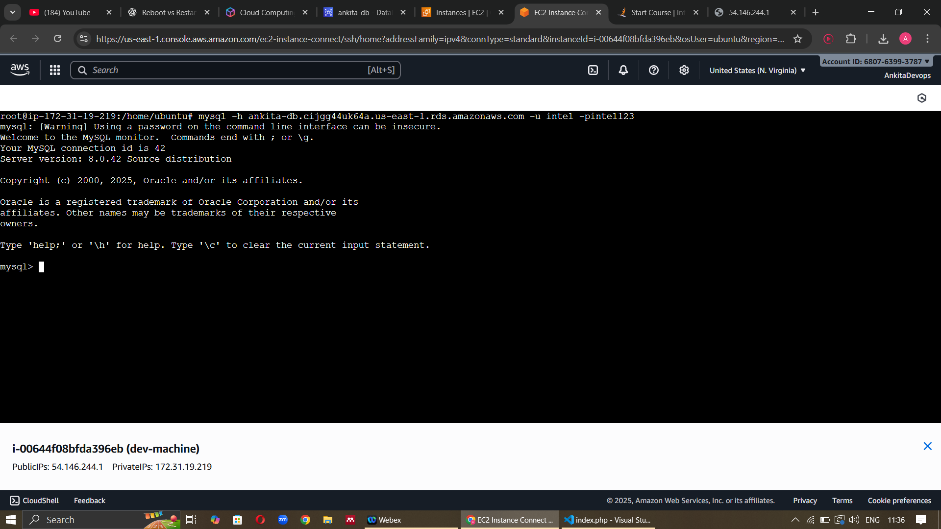 (184) YouTube
Reboot vs Resta
Cloud Computin
ankita_db - Data
Instances | EC2 |
EC2 Instance Con
Start Course | Int
54.146.244.1
https://us-east-1.console.aws.amazon.com/ec2-instance-connect/ssh/home?addressFamily=ipv4&connType=standard&instanceId=i-00644f08bfda396eb&osUser=ubuntu&region=...
A
aws
Search
[Alt+S]
United States (N. Virginia)
Account ID: 6807-6399-3787
AnkitaDevops
root@ip-172-31-19-219:/home/ubuntu# mysql -h ankita-db.cijgg44uk64a.us-east-1.rds.amazonaws.com -u intel -pintel123
mysql: [Warning] Using a password on the command line interface can be insecure.
Welcome to the MySQL monitor.  Commands end with ; or \g.
Your MySQL connection id is 42
Server version: 8.0.42 Source distribution
Copyright (c) 2000, 2025, Oracle and/or its affiliates.
Oracle is a registered trademark of Oracle Corporation and/or its
affiliates. Other names may be trademarks of their respective
owners.
Type 'help;' or '\h' for help. Type '\c' to clear the current input statement.
mysql>
i-00644f08bfda396eb (dev-machine)
PublicIPs: 54.146.244.1 PrivateIPs: 172.31.19.219
CloudShell
Feedback
© 2025, Amazon Web Services, Inc. or its affiliates.
Privacy
Terms
Cookie preferences
Search
Webex
EC2 Instance Connect ...
index.php - Visual Stu...
ENG
11:36